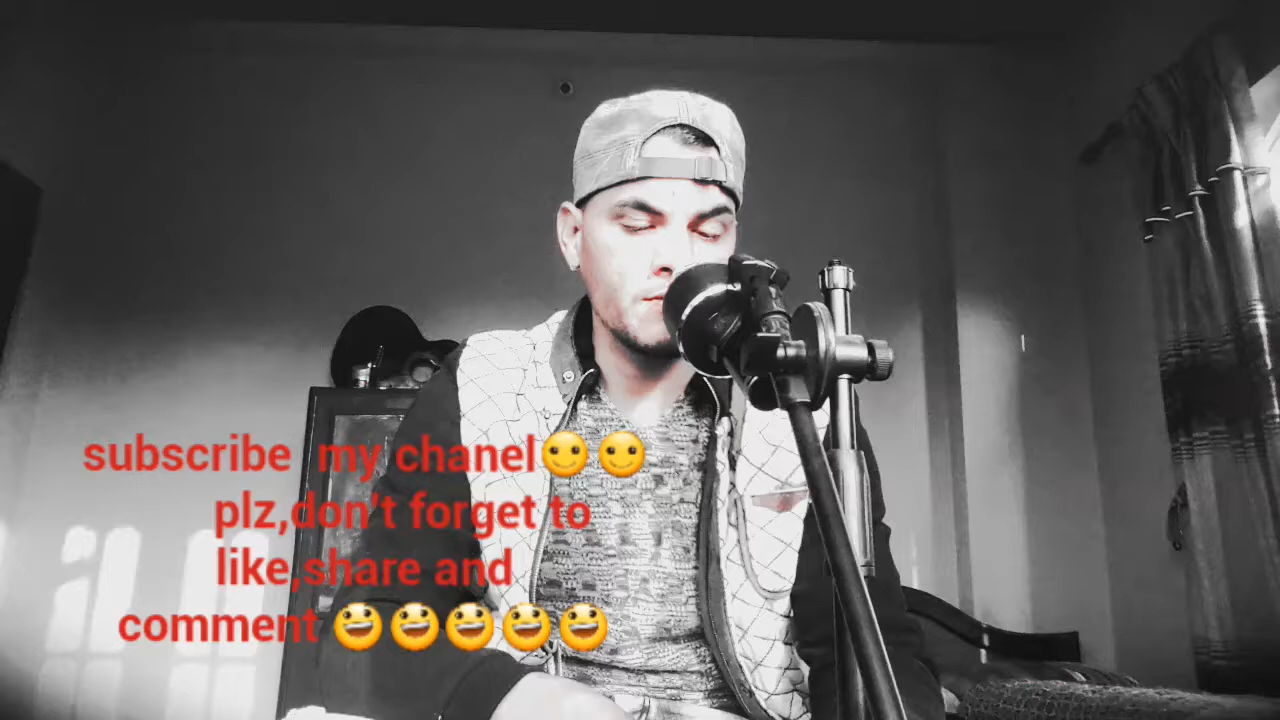 subscribe  my chanel🙂🙂
plz,don't forget to
like,share and
comment 😆😆😆😆😆